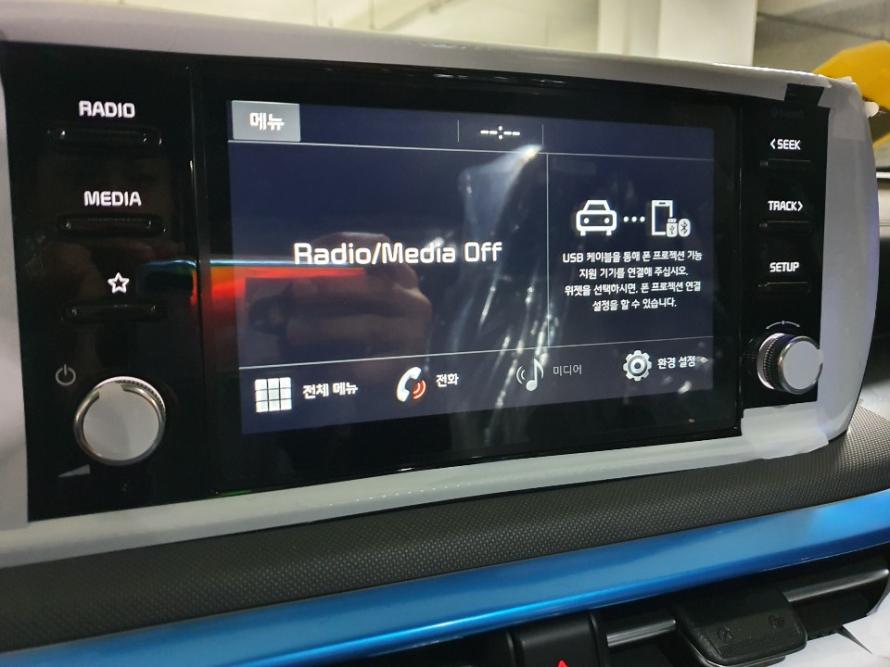 RADIO
MEDIA
메뉴
--:--
Radio/Media Off
USB 케이블을 통해 폰 프로젝션 기능
지원 기기를 연결해 주십시오.
위젯을 선택하시면, 폰 프로젝션 연결
설정을 할 수 있습니다.
전체 메뉴
전화
미디어
환경 설정
<SEEK
TRACK>
SETUP